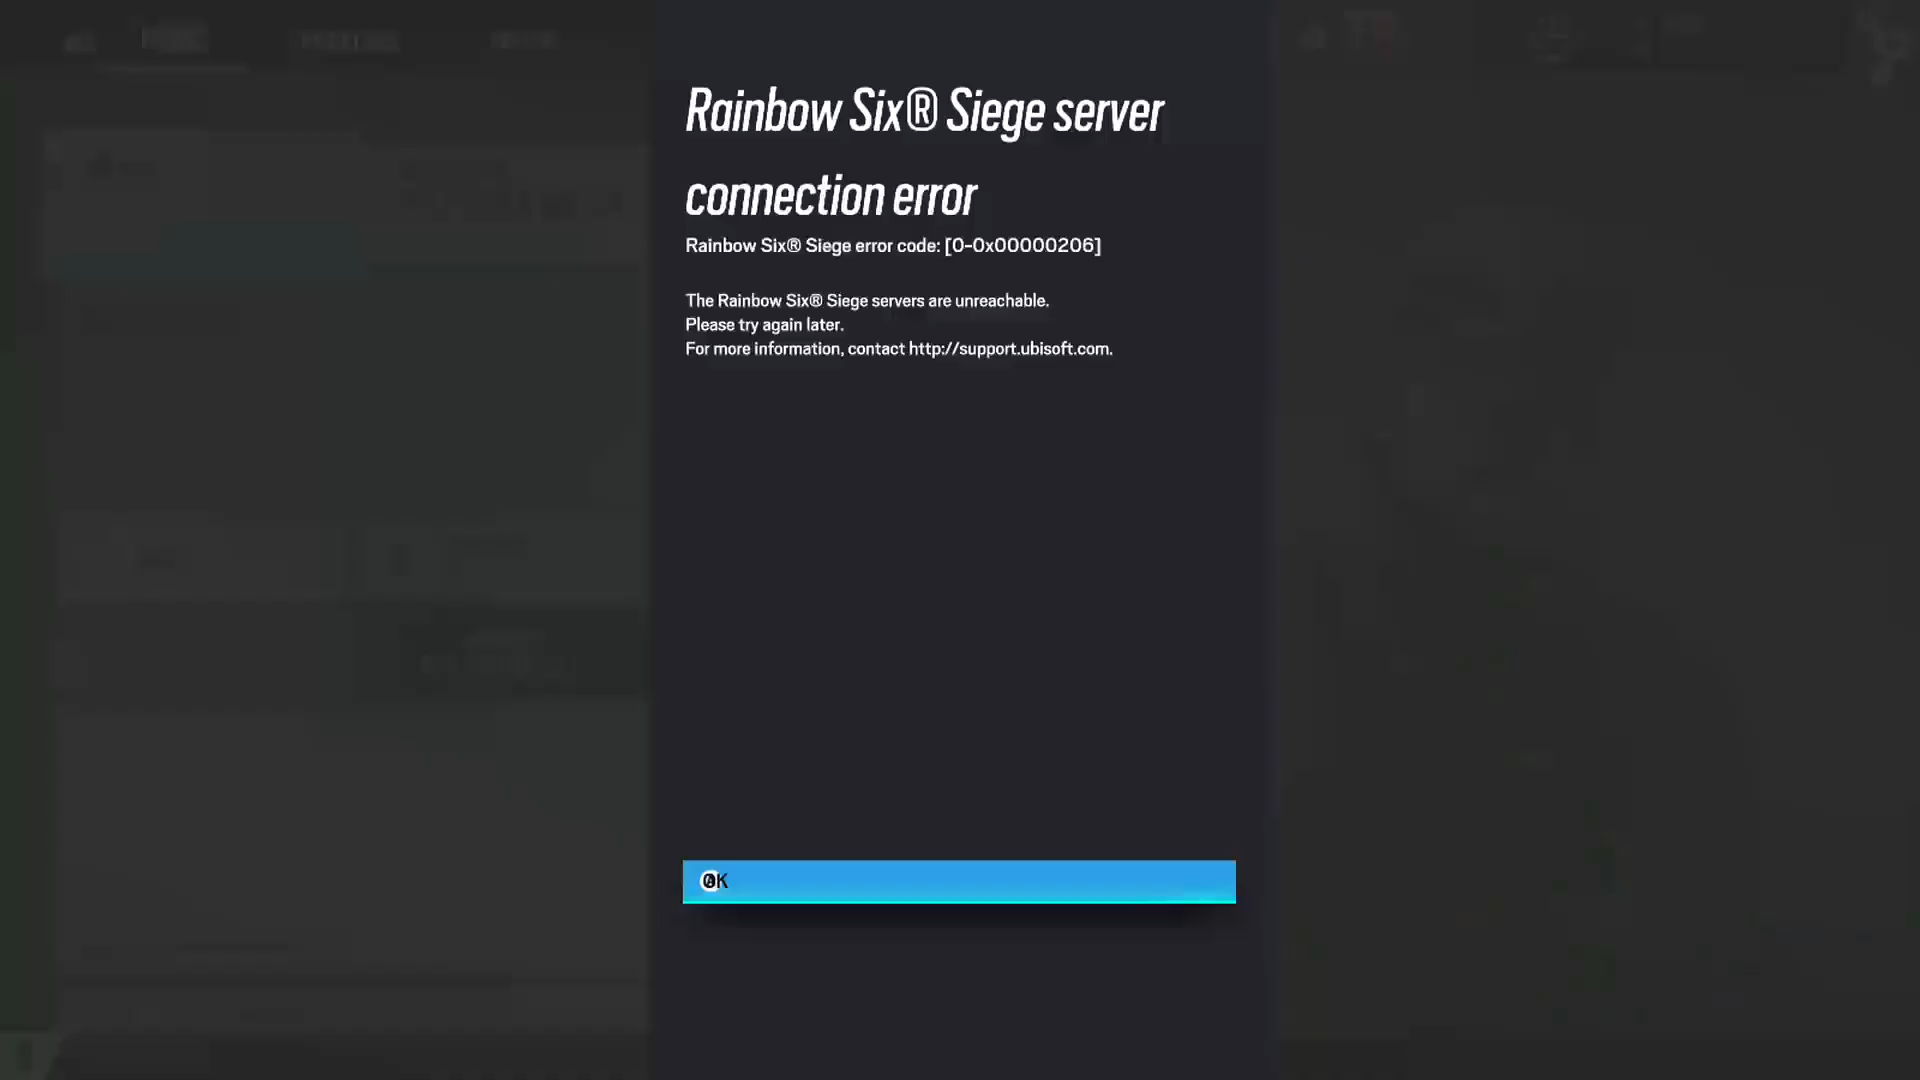 Rainbow Six® Siege server
connection error
Rainbow Six® Siege error code: [0-0x00000206]
The Rainbow Six® Siege servers are unreachable.
Please try again later.
For more information, contact http://support.ubisoft.com.
OK